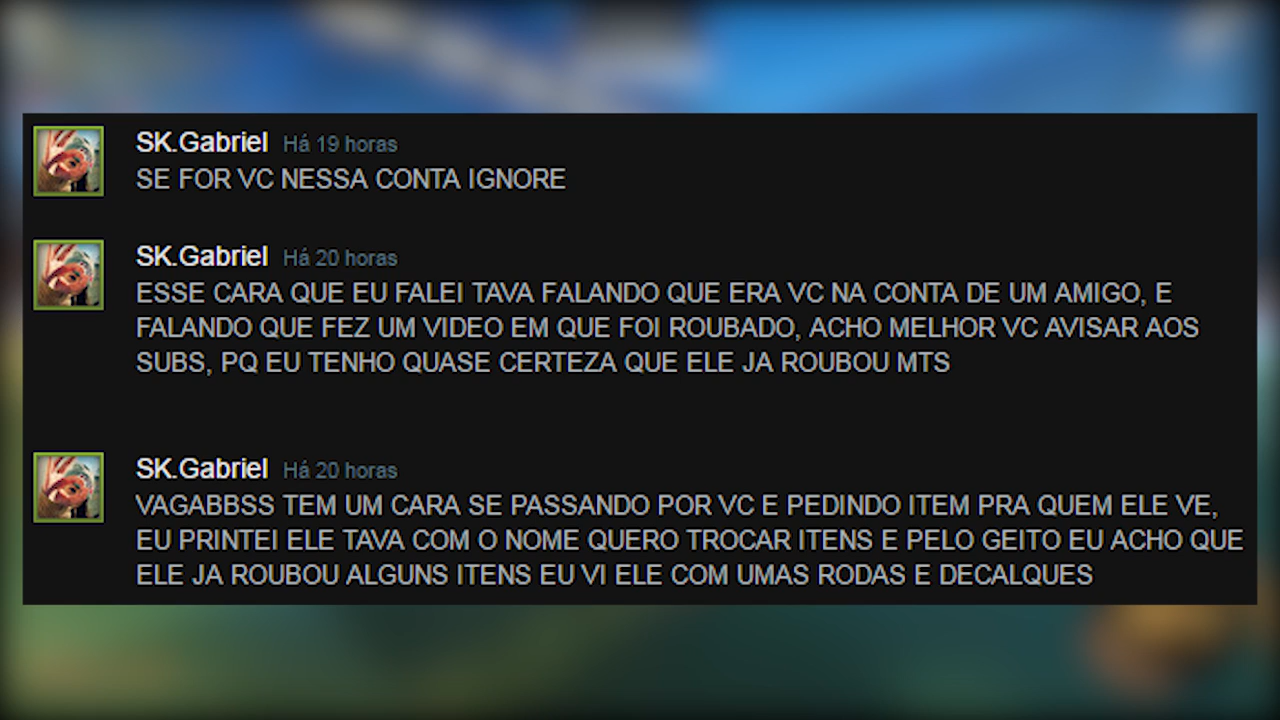 SK.Gabriel Há 19 horas
SE FOR VC NESSA CONTA IGNORE
SK.Gabriel Há 20 horas
ESSE CARA QUE EU FALEI TAVA FALANDO QUE ERA VC NA CONTA DE UM AMIGO, E
FALANDO QUE FEZ UM VIDEO EM QUE FOI ROUBADO, ACHO MELHOR VC AVISAR AOS
SUBS, PQ EU TENHO QUASE CERTEZA QUE ELE JA ROUBOU MTS
SK.Gabriel Há 20 horas
VAGABBSS TEM UM CARA SE PASSANDO POR VC E PEDINDO ITEM PRA QUEM ELE VE,
EU PRINTEI ELE TAVA COM O NOME QUERO TROCAR ITENS E PELO GEITO EU ACHO QUE
ELE JA ROUBOU ALGUNS ITENS EU VI ELE COM UMAS RODAS E DECALQUES